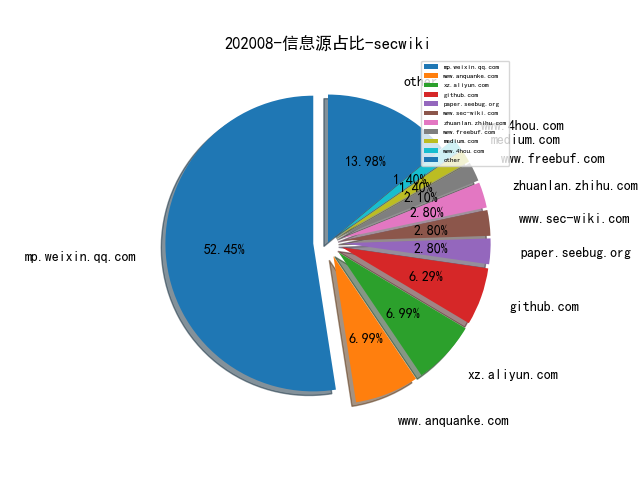 202008-信息源占比-secwiki
other
mp.weixin.qq.com
www.anquanke.com
xz.aliyun.com
github.com
paper.seebug.org
www.sec-wiki.com
zhuanlan.zhihu.com
www.freebuf.com
medium.com
www.4hou.com
other
www.4hou.com
medium.com
www.freebuf.com
zhuanlan.zhihu.com
www.sec-wiki.com
paper.seebug.org
github.com
xz.aliyun.com
www.anquanke.com
mp.weixin.qq.com
13.98%
1.40%
1.40%
2.10%
2.80%
2.80%
2.80%
6.29%
6.99%
6.99%
52.45%